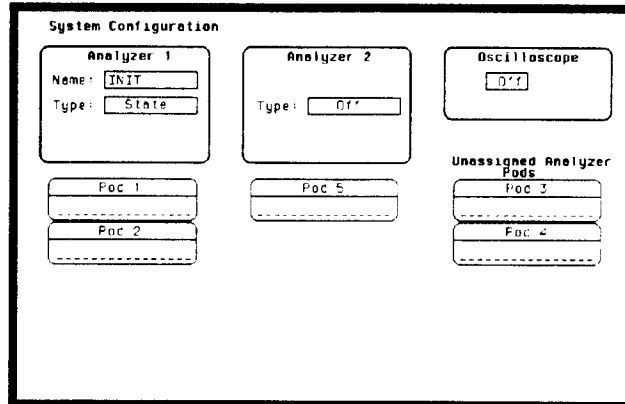 System Configuration
Analyzer 1
Name: INIT
Type: State
Analyzer 2
Type: Off
Oscilloscope
Off
Unassigned Analyzer
Pods
Pod 1
Pod 2
Pod 5
Pod 3
Pod 4